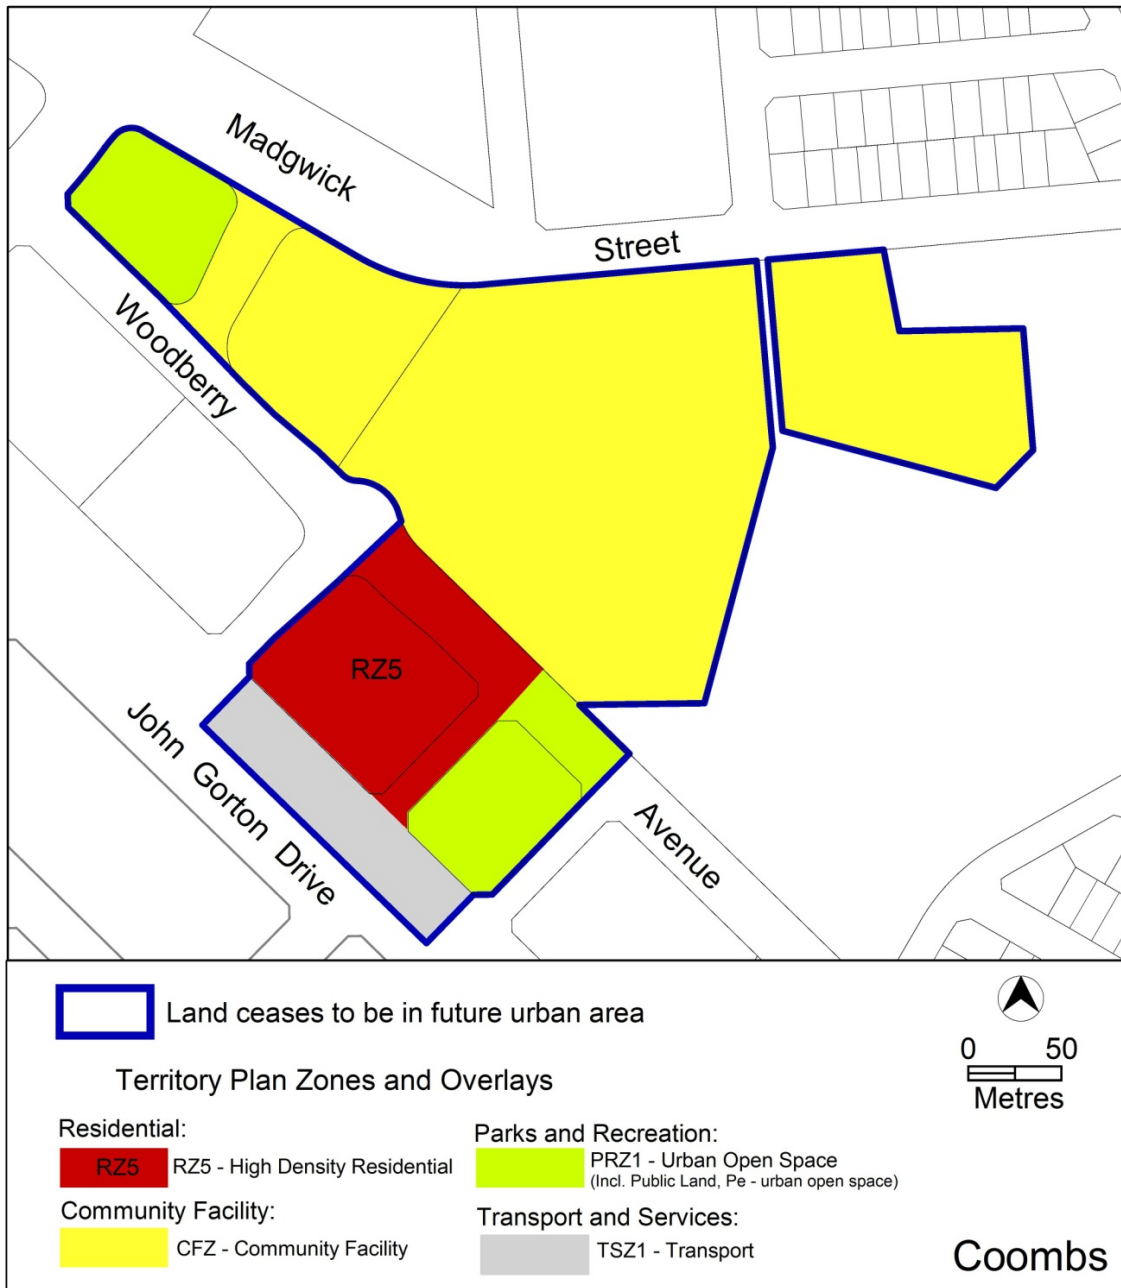 Madgwick
Street
Woodberry
RZ5
John Gorton Drive
Avenue
Land ceases to be in future urban area
0 50
Metres
Territory Plan Zones and Overlays
Residential:
RZ5 RZ5 - High Density Residential
Community Facility:
CFZ - Community Facility
Parks and Recreation:
PRZ1 - Urban Open Space
(Incl. Public Land, Pe - urban open space)
Transport and Services:
TSZ1 - Transport
Coombs